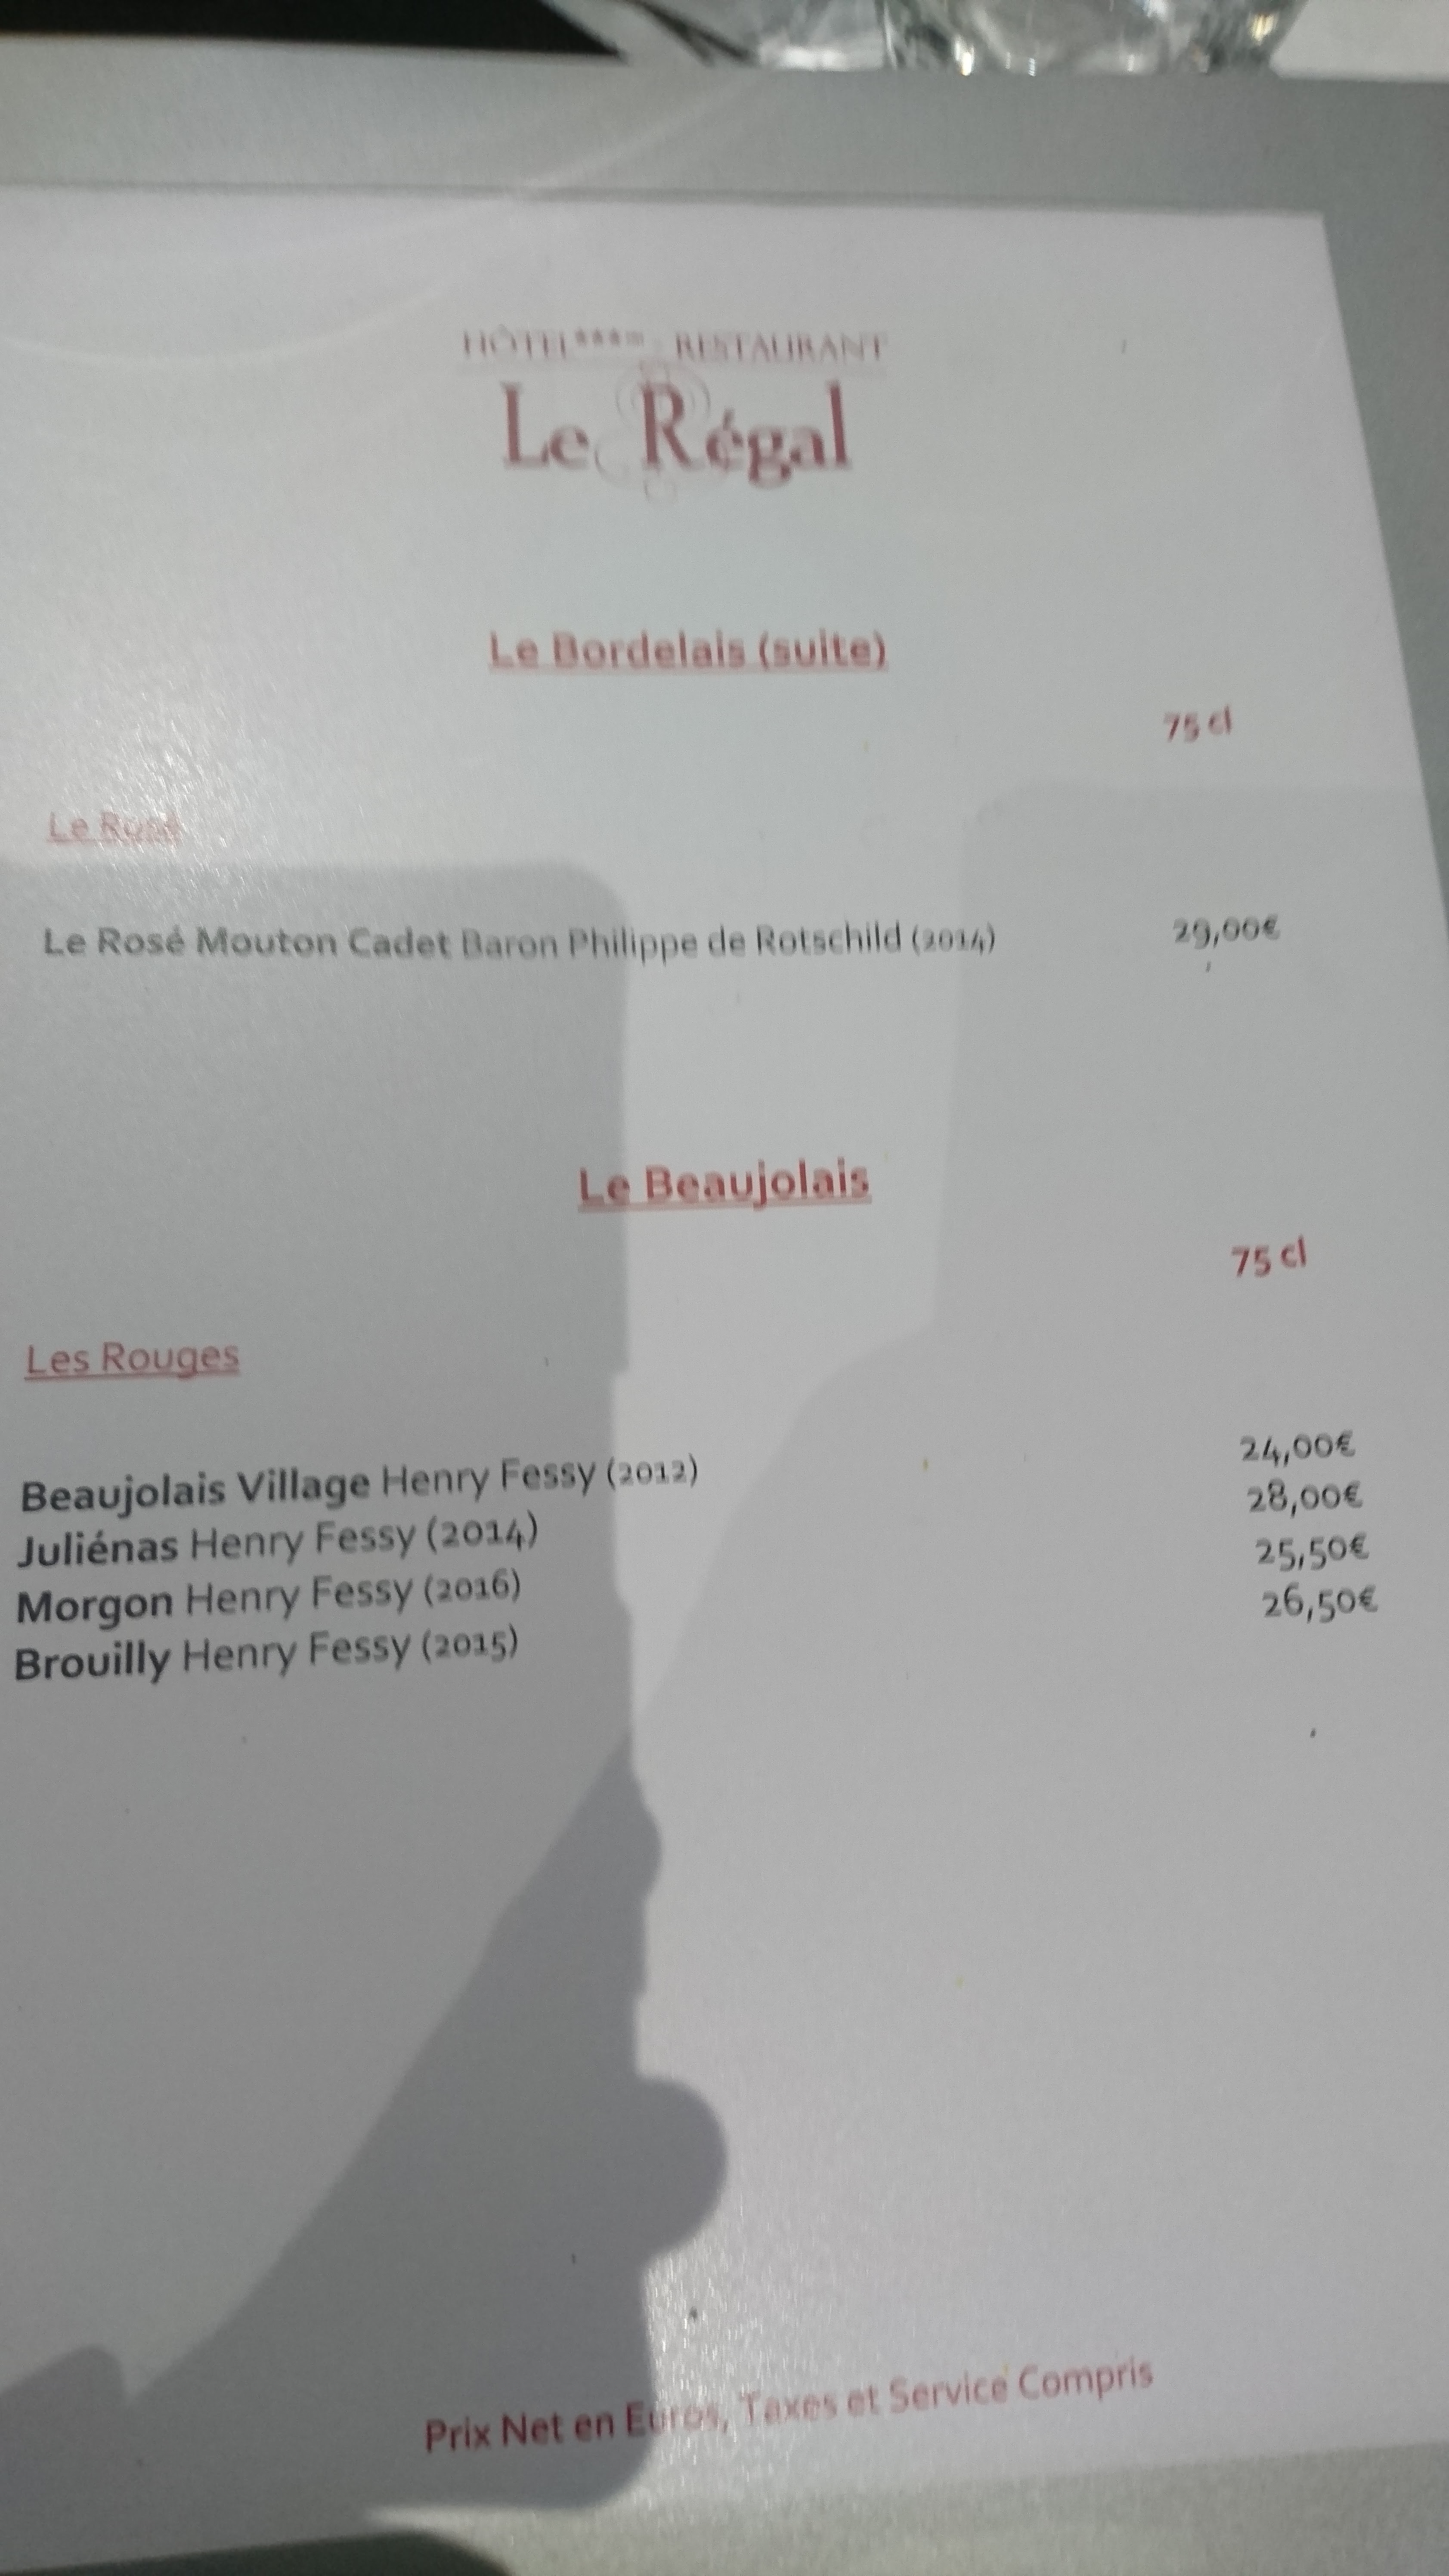 HÔTEL*** - RESTAURANT
Le Régal
Le Bordelais (suite)
75 cl
Le Rosé
Le Rosé Mouton Cadet Baron Philippe de Rotschild (2014) 29,00€
Le Beaujolais
75 cl
Les Rouges
Beaujolais Village Henry Fessy (2012) 24,00€
Juliénas Henry Fessy (2014) 28,00€
Morgon Henry Fessy (2016) 25,50€
Brouilly Henry Fessy (2015) 26,50€
Prix Net en Euros, Taxes et Service Compris